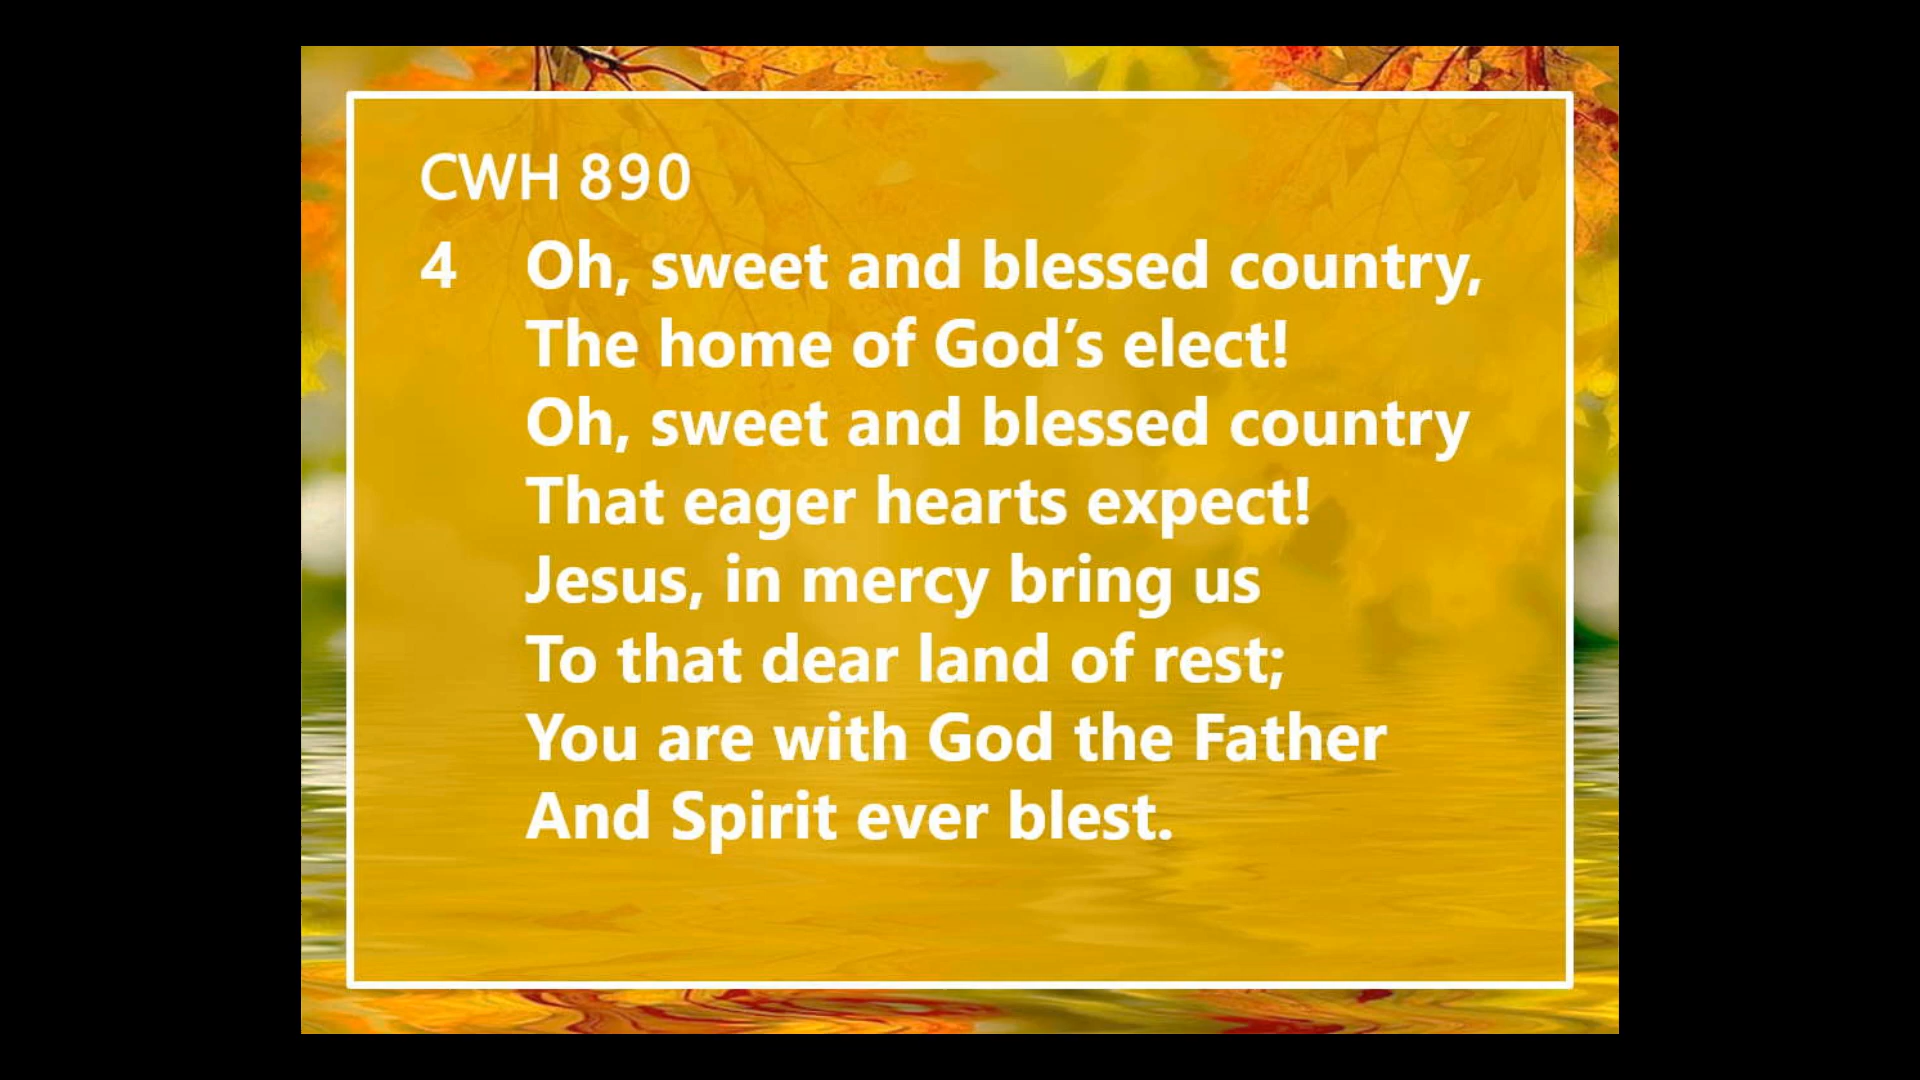 CWH 890
4 Oh, sweet and blessed country,
The home of God’s elect!
Oh, sweet and blessed country
That eager hearts expect!
Jesus, in mercy bring us
To that dear land of rest;
You are with God the Father
And Spirit ever blest.